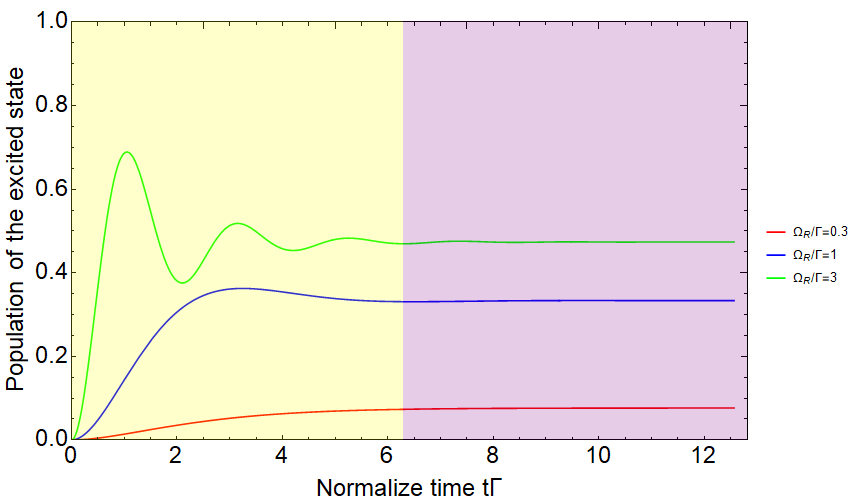 Population of the excited state
1.0
0.8
0.6
0.4
0.2
0.0
0 2 4 6 8 10 12
Normalize time tΓ
Ω_R/Γ=0.3
Ω_R/Γ=1
Ω_R/Γ=3